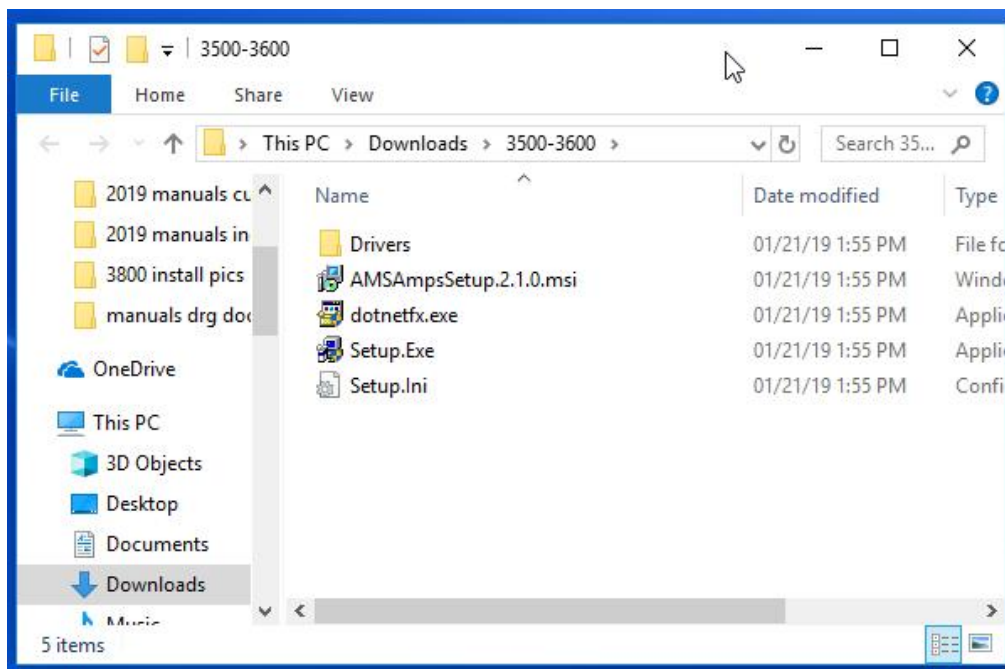 3500-3600
File Home Share View
This PC > Downloads > 3500-3600 >
Search 35...
Name Date modified Type
2019 manuals cu
2019 manuals in
3800 install pics
manuals drg doc
OneDrive
This PC
3D Objects
Desktop
Documents
Downloads
Music
Drivers 01/21/19 1:55 PM File fo
AMSAmpsSetup.2.1.0.msi 01/21/19 1:55 PM Windo
dotnetfx.exe 01/21/19 1:55 PM Applic
Setup.Exe 01/21/19 1:55 PM Applic
Setup.Ini 01/21/19 1:55 PM Confi
5 items